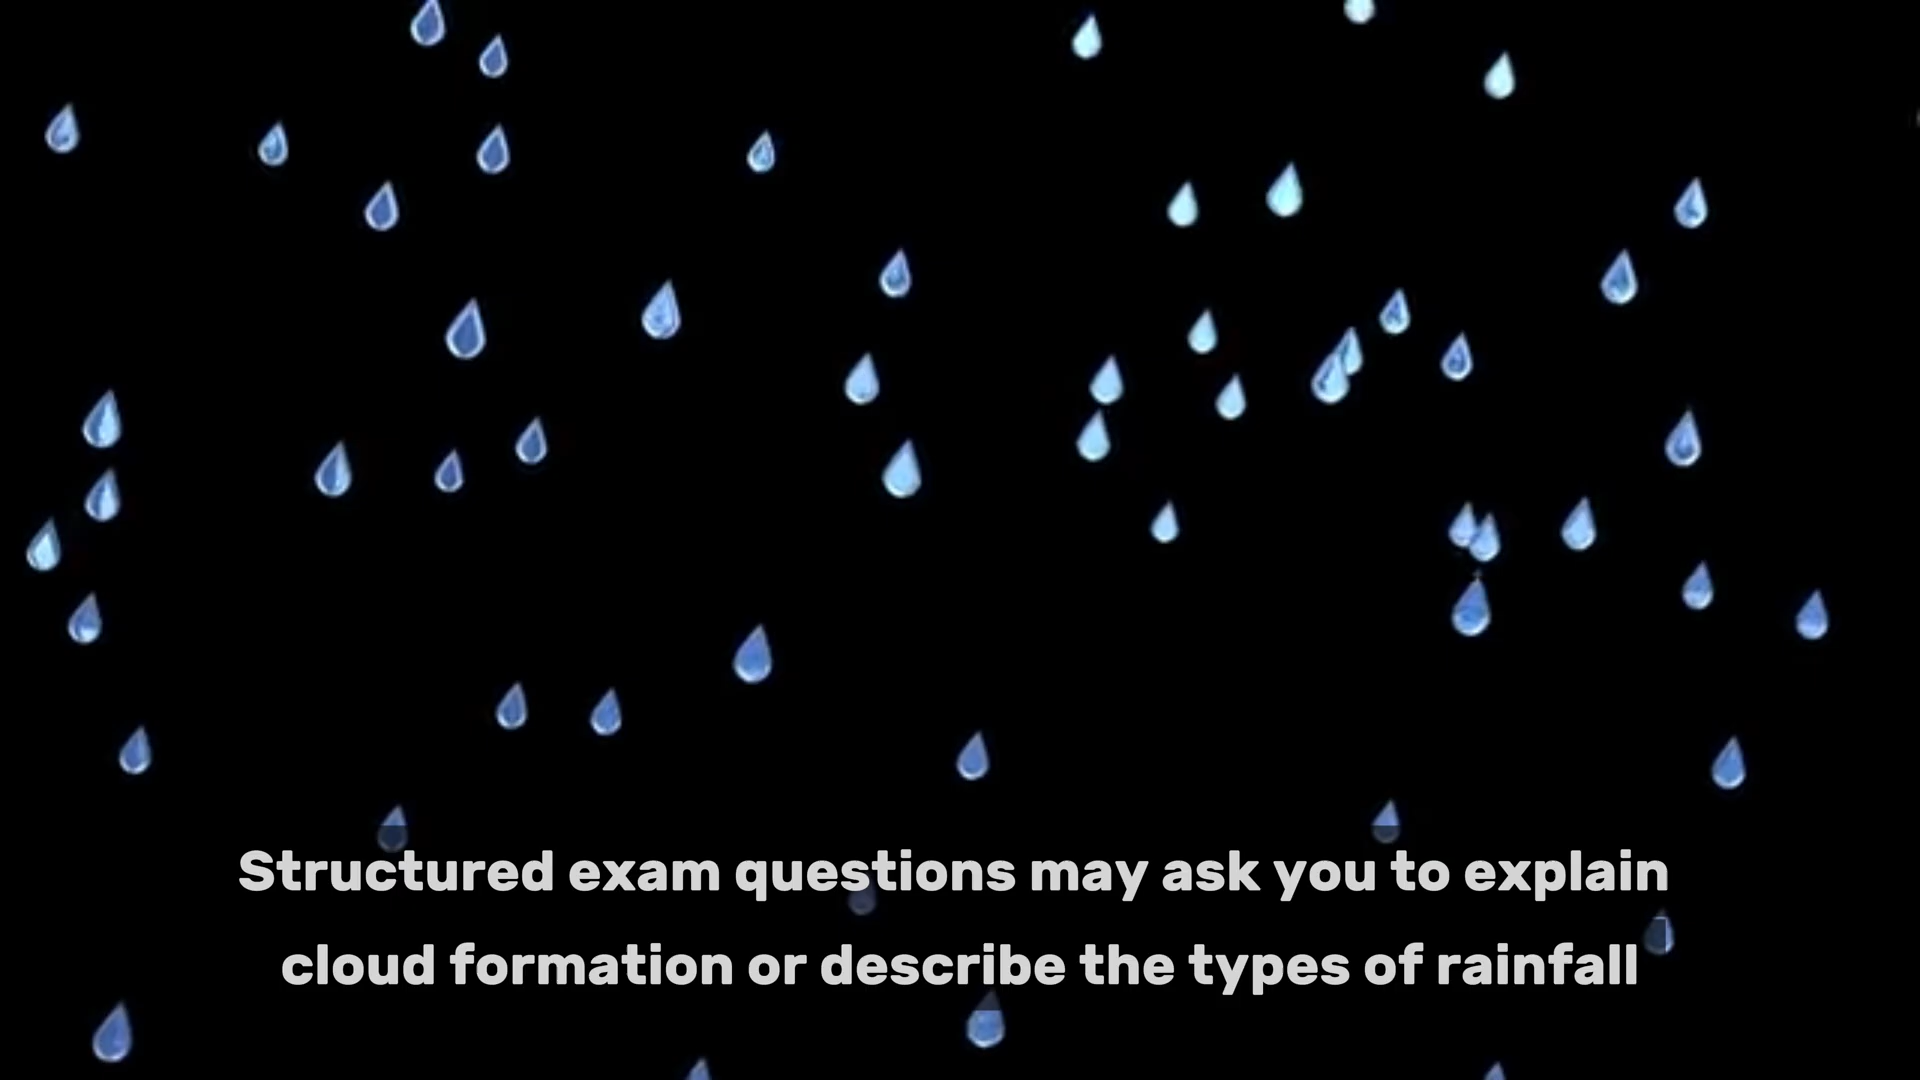 Structured exam questions may ask you to explain
cloud formation or describe the types of rainfall